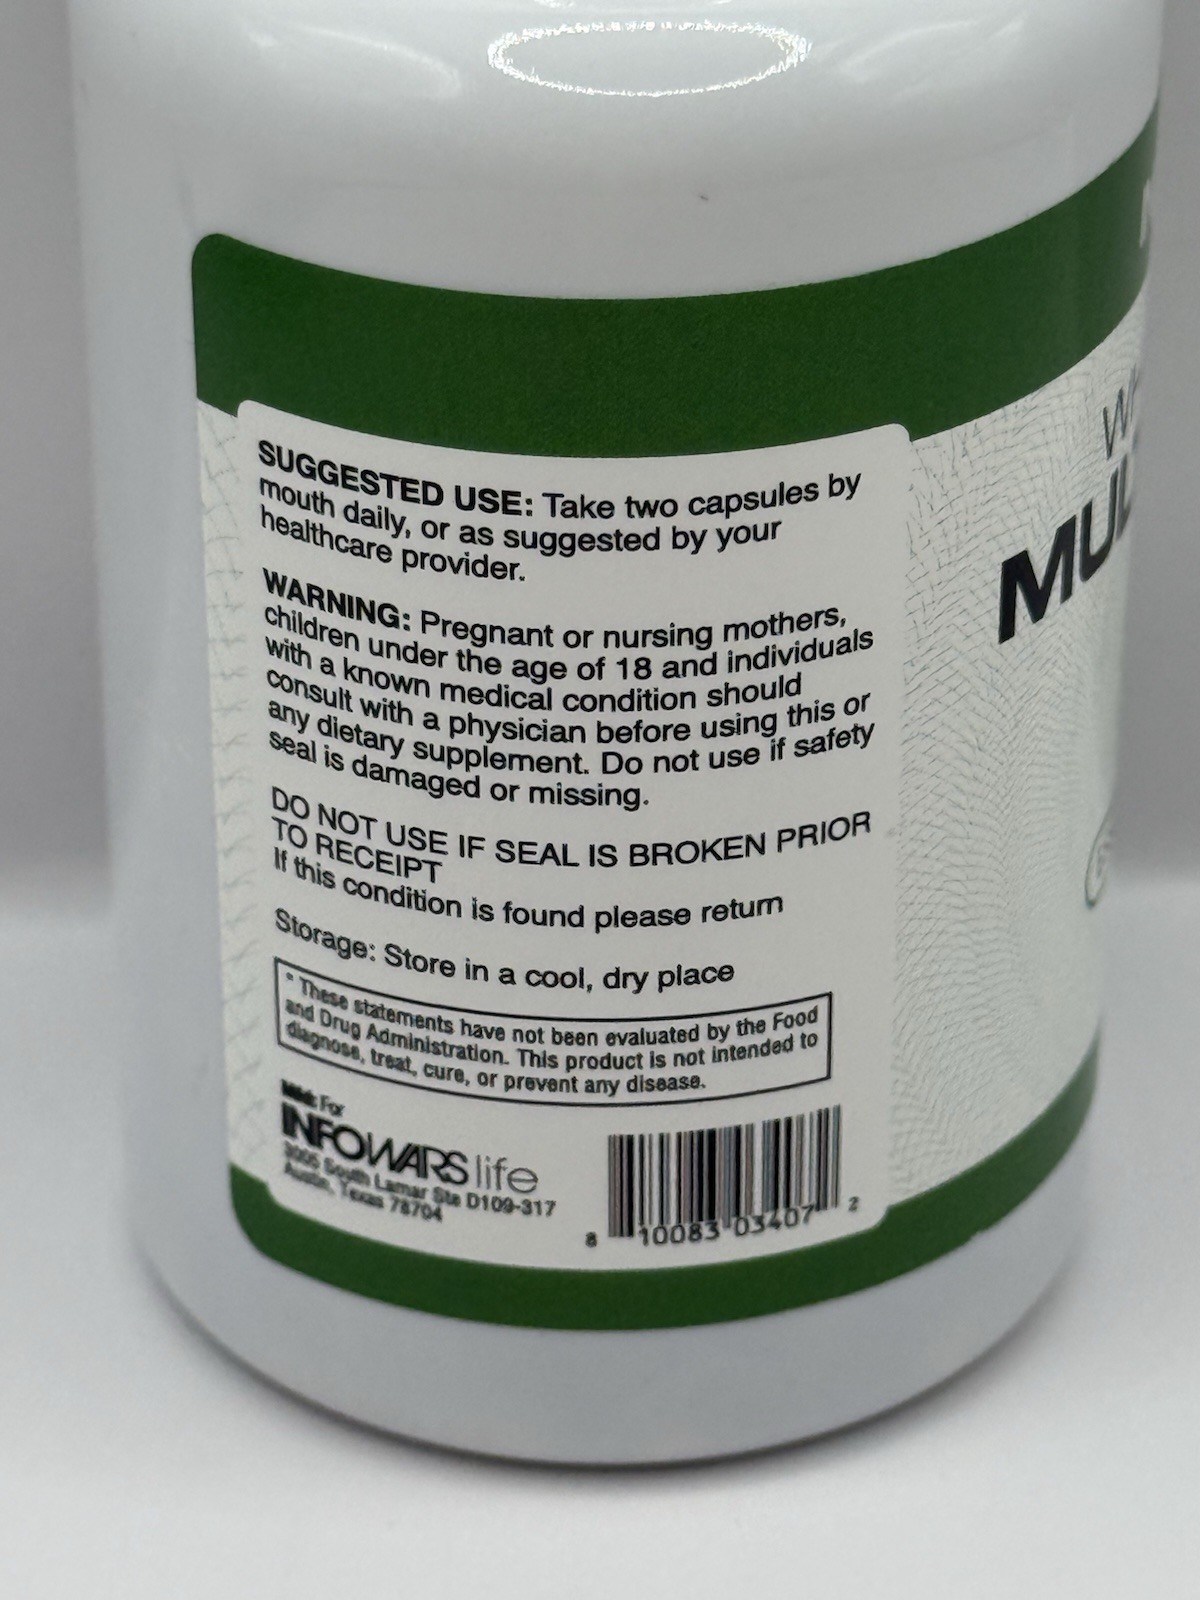 SUGGESTED USE: Take two capsules by
mouth daily, or as suggested by your
healthcare provider.
WARNING: Pregnant or nursing mothers,
children under the age of 18 and individuals
with a known medical condition should
consult with a physician before using this or
any dietary supplement. Do not use if safety
seal is damaged or missing.
DO NOT USE IF SEAL IS BROKEN PRIOR
TO RECEIPT
If this condition is found please return
Storage: Store in a cool, dry place
* These statements have not been evaluated by the Food
and Drug Administration. This product is not intended to
diagnose, treat, cure, or prevent any disease.
For
INFOWARS life
3005 South Lamar Ste D109-317
Austin, Texas 78704
8 10083 03407 2
WH
MUL